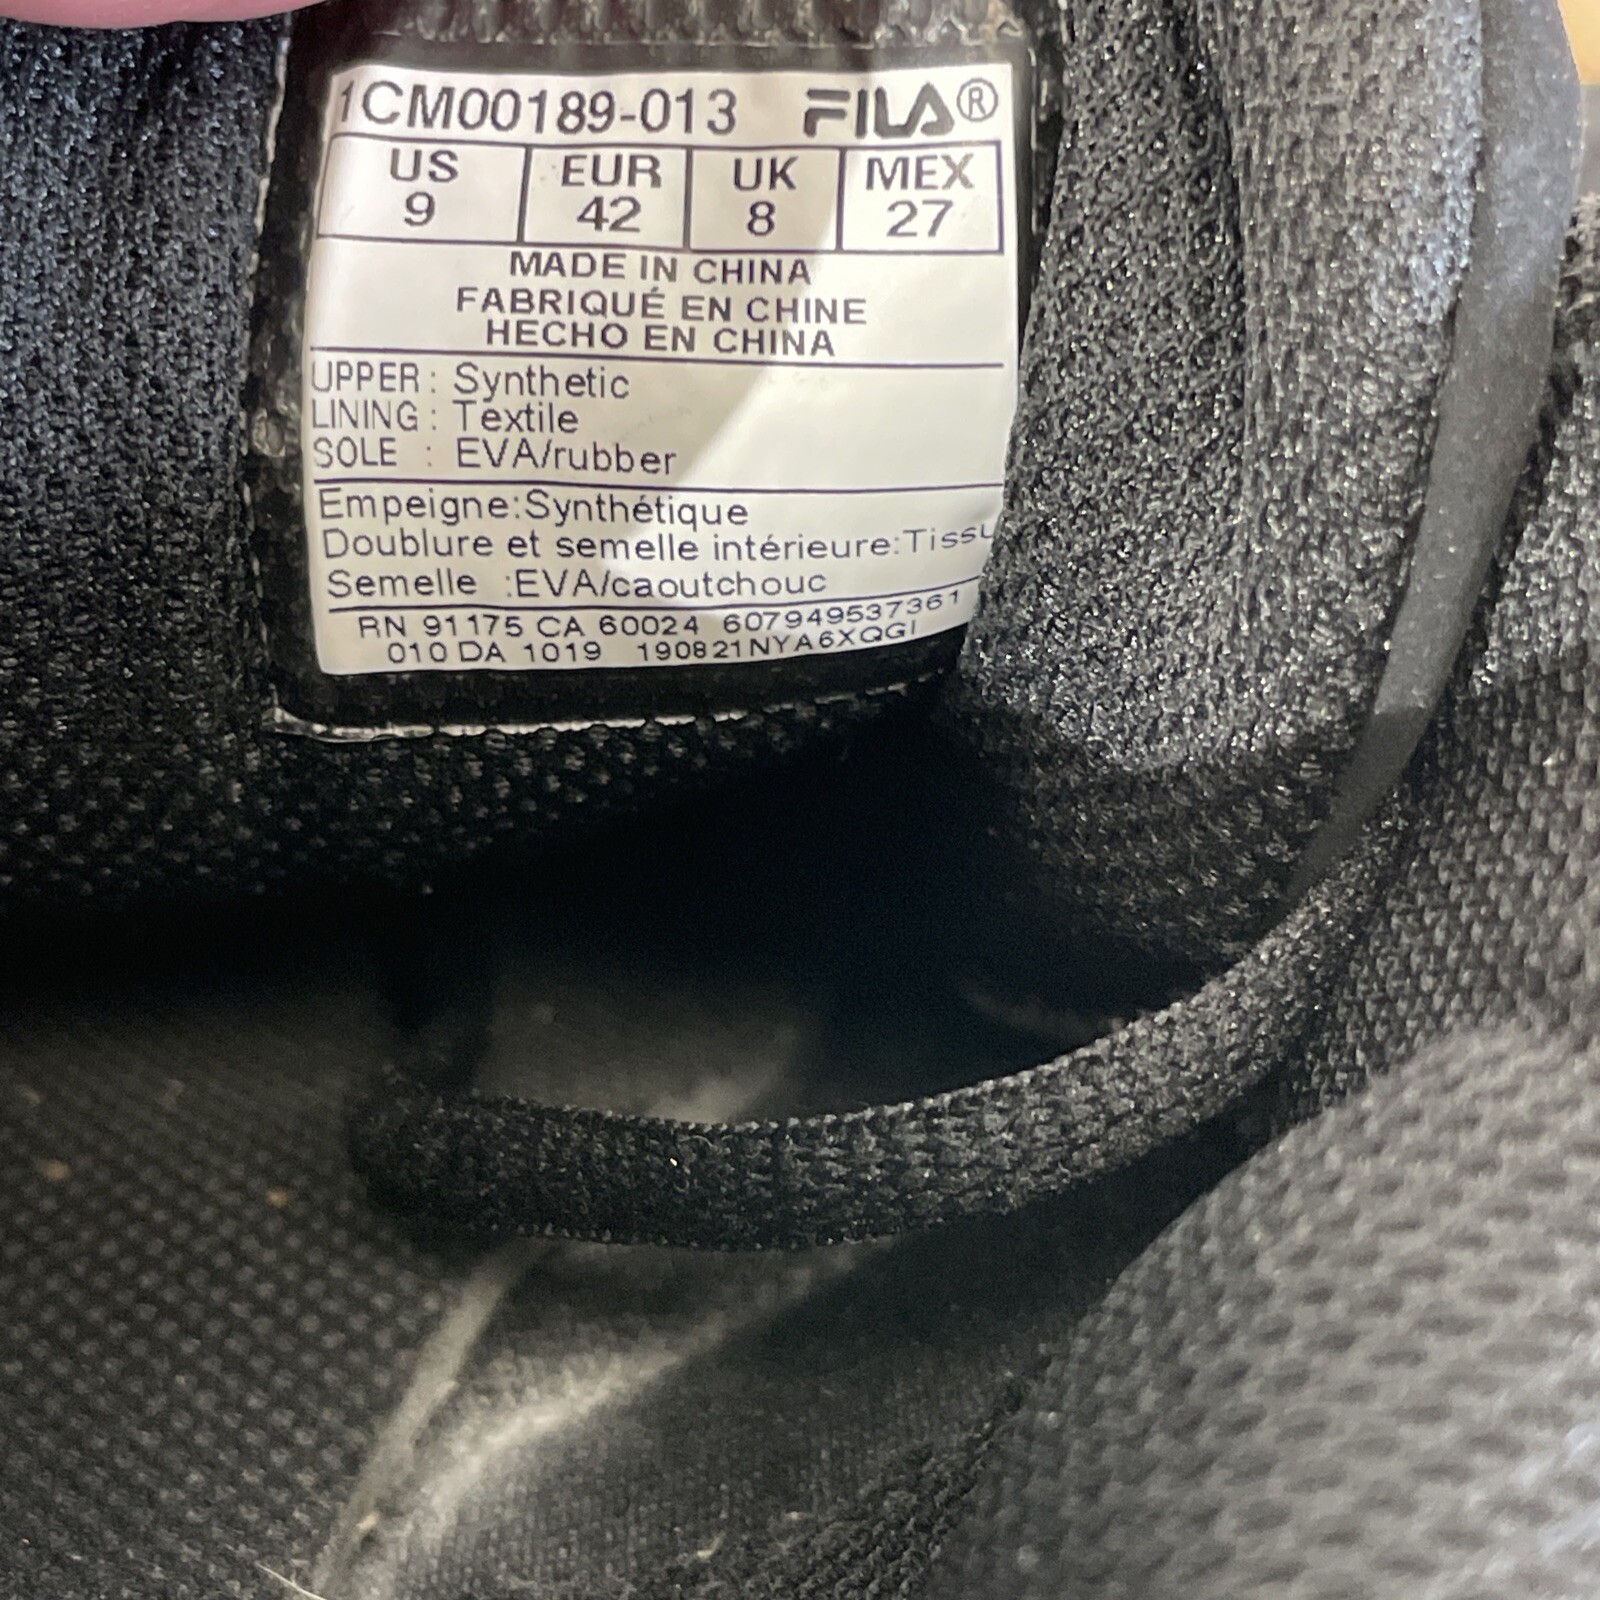 1CM00189-013 FILA®
US EUR UK MEX
9 42 8 27
MADE IN CHINA
FABRIQUÉ EN CHINE
HECHO EN CHINA
UPPER : Synthetic
LINING : Textile
SOLE : EVA/rubber
Empeigne:Synthétique
Doublure et semelle intérieure:Tissu
Semelle :EVA/caoutchouc
RN 91175 CA 60024 607949537361
010 DA 1019 190821NYA6XQGI